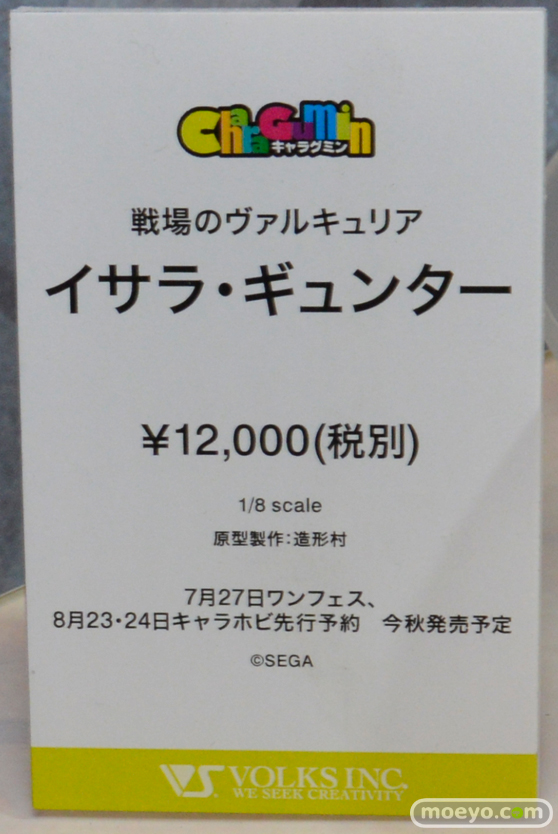 CharaGumin
キャラグミン
戦場のヴァルキュリア
イサラ・ギュンター
¥12,000(税別)
1/8 scale
原型製作:造形村
7月27日ワンフェス、
8月23・24日キャラホビ先行予約　今秋発売予定
©SEGA
VS. VOLKS INC.
WE SEEK CREATIVITY
moeyo.com